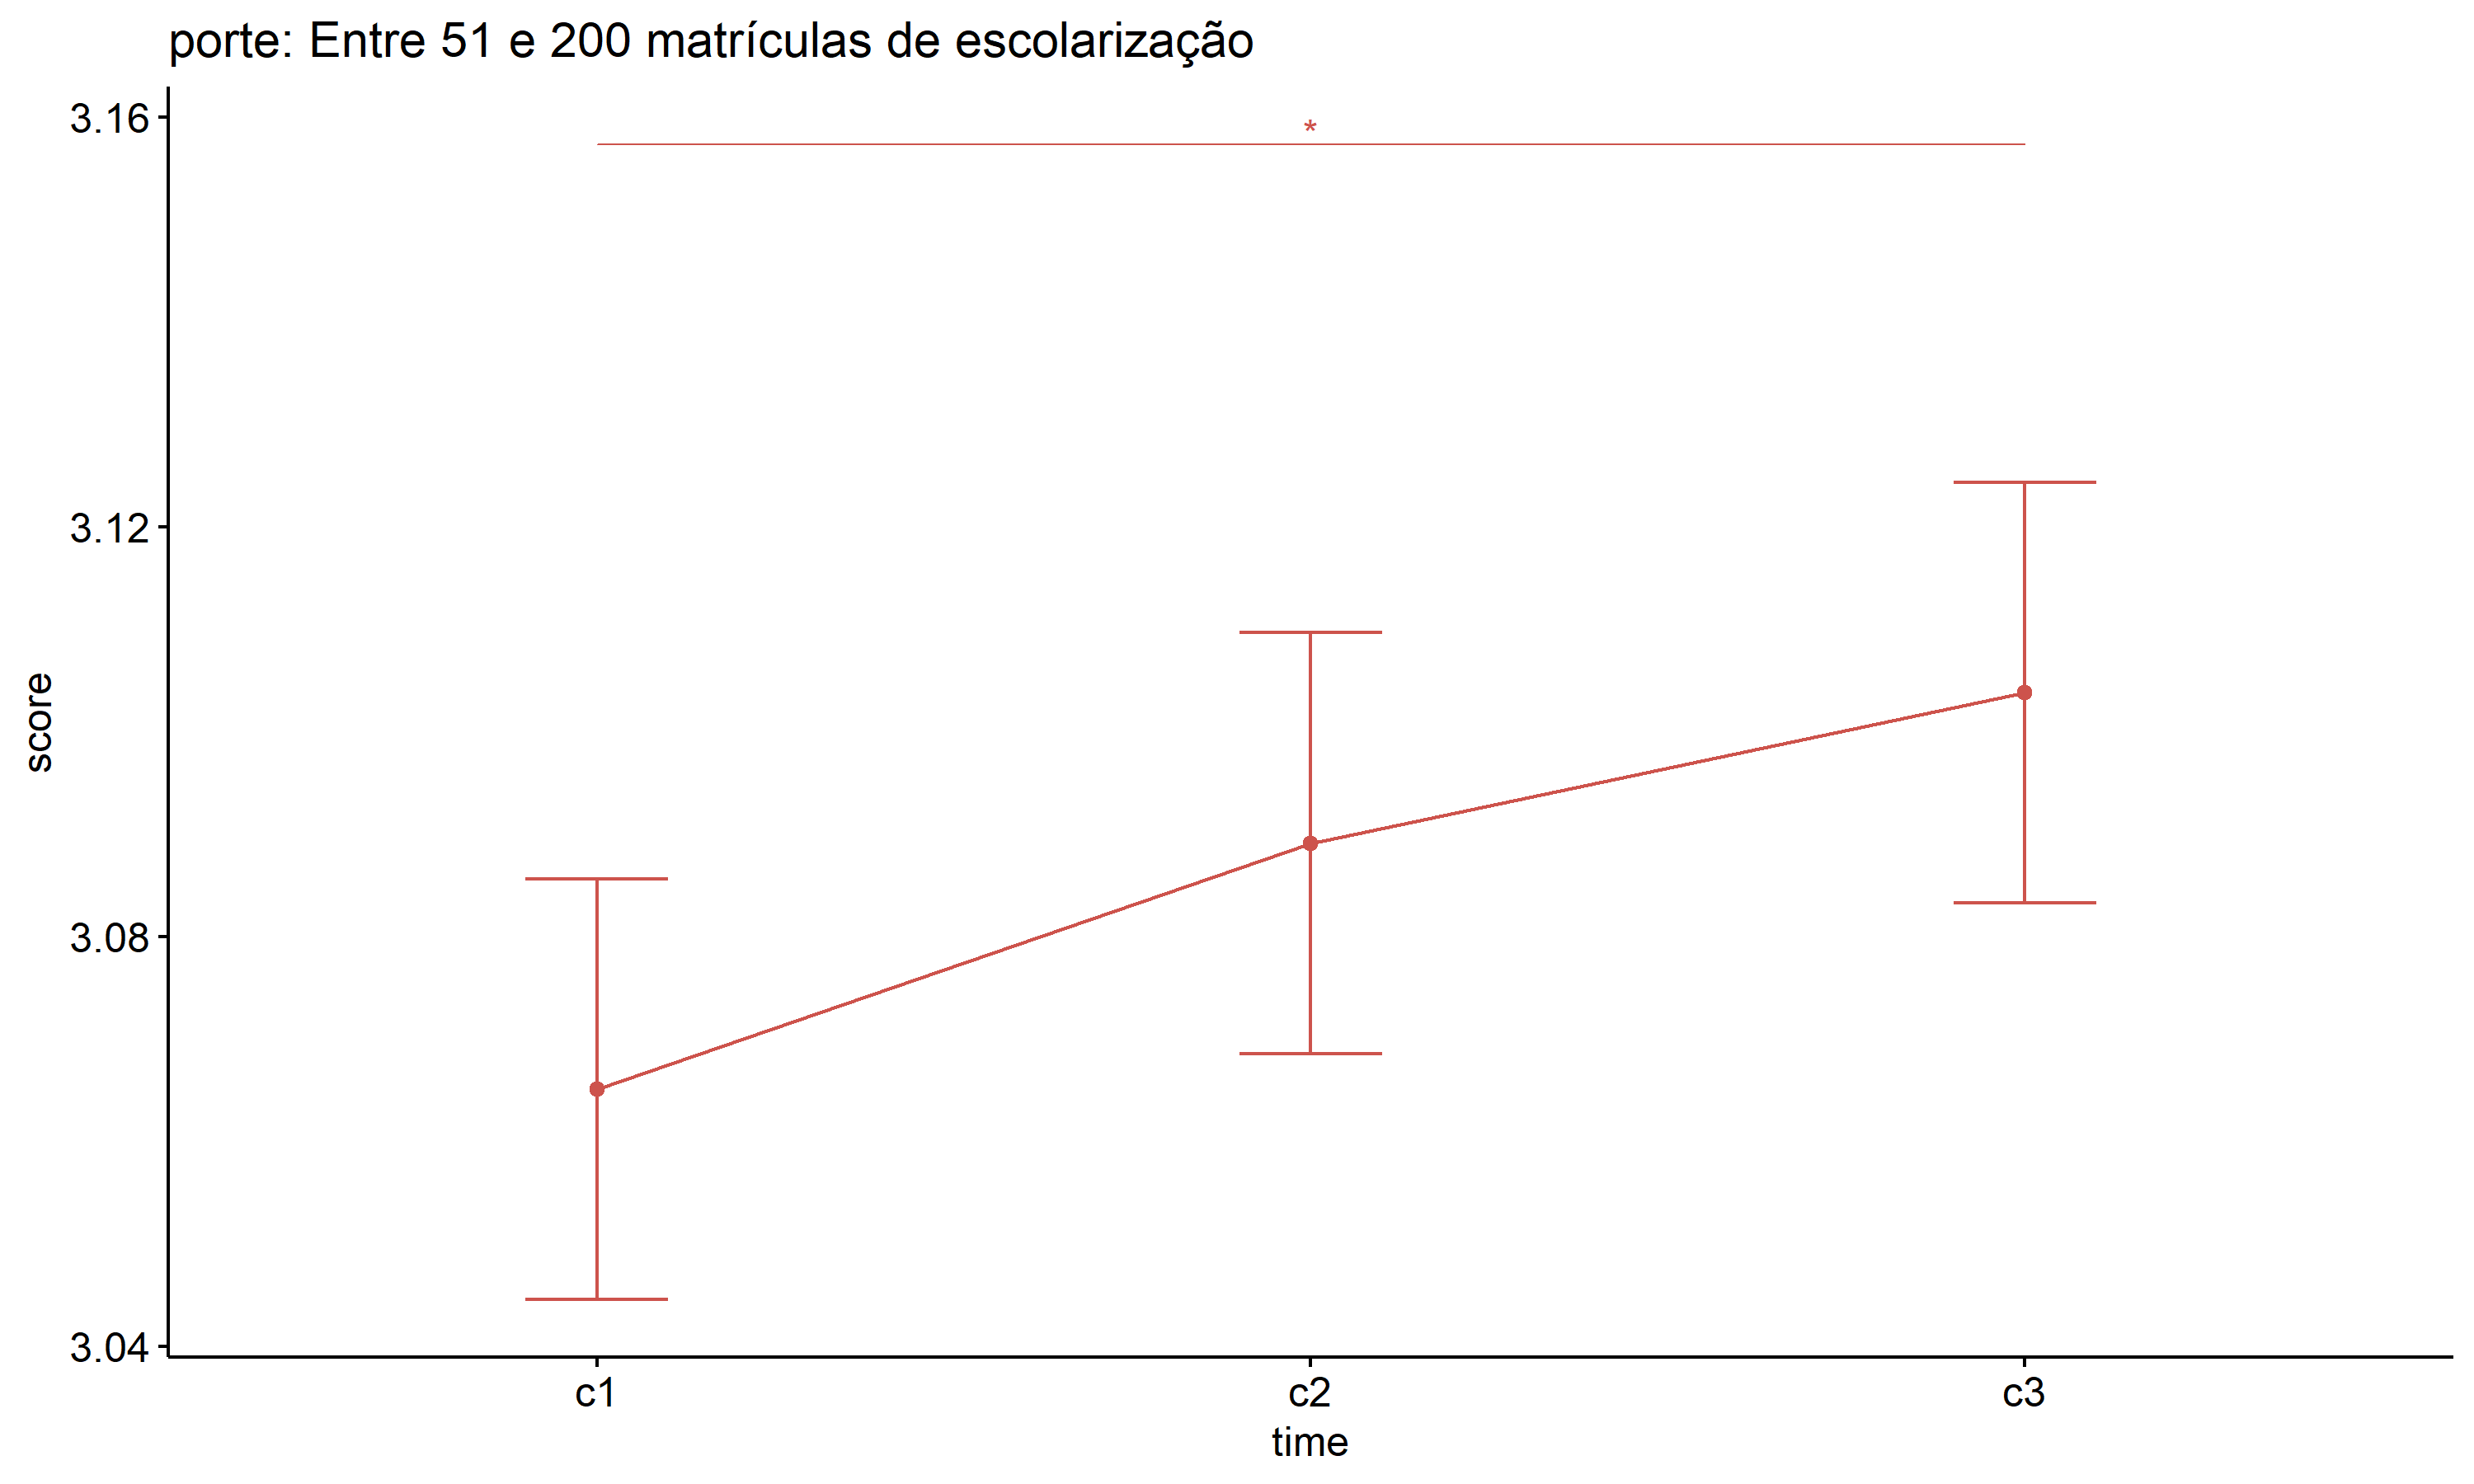 porte: Entre 51 e 200 matrículas de escolarização
3.16
*
3.12
score
3.08
3.04
c1 c2 c3
time